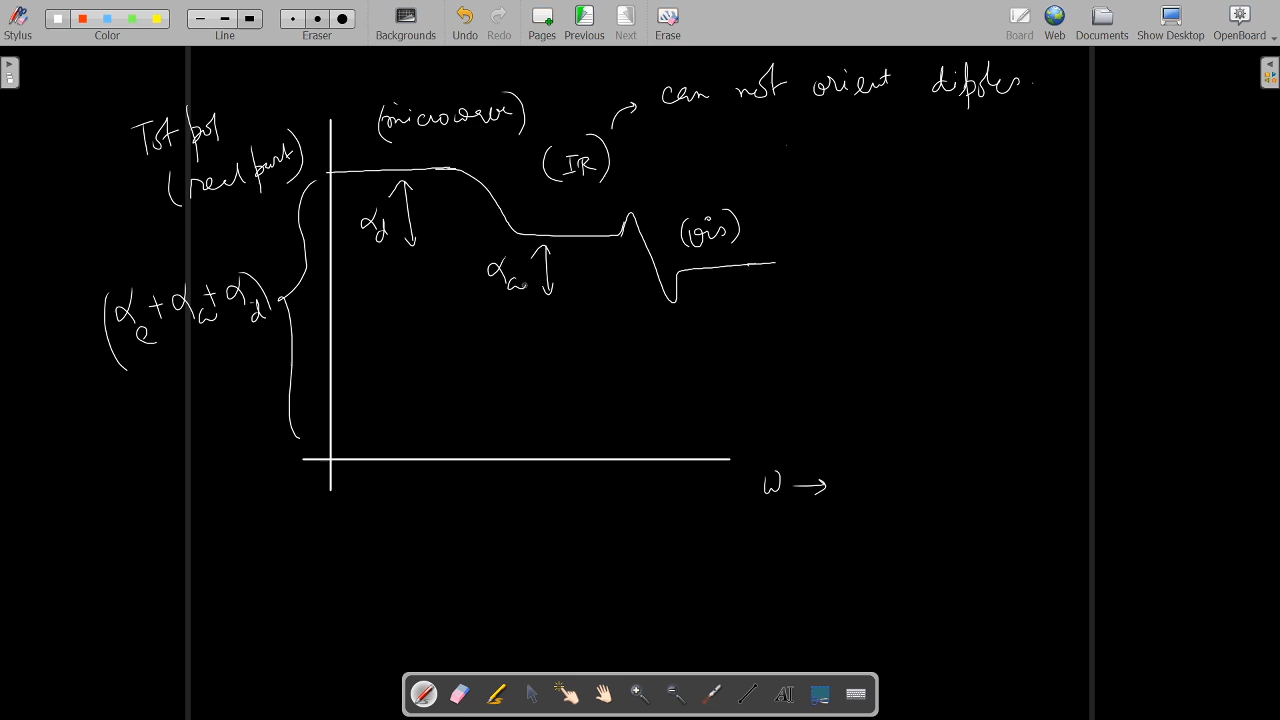 Stylus Color Line Eraser Backgrounds Undo Redo Pages Previous Next Erase Board Web Documents Show Desktop OpenBoard
can not orient dipoles.
Tot pol
(microwave)
(real part)
(IR)
αd
(vis)
αa
(αe + αa + αd)
ω →